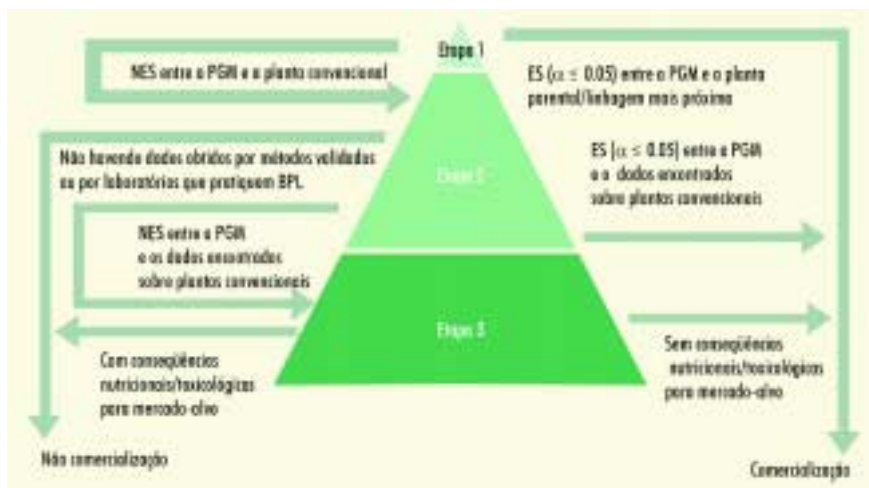 Etapa 1
NES entre a PGM e a planta convencional
ES (α ≤ 0.05) entre a PGM e a planta
parental/linhagem mais próxima
Não havendo dados obtidos por métodos validados
ou por laboratórios que pratiquem BPL
Etapa 2
ES (α ≤ 0.05) entre a PGM
e o dados encontrados
sobre plantas convencionais
NES entre a PGM
e os dados encontrados
sobre plantas convencionais
Etapa 3
Com conseqüências
nutricionais/toxicológicas
para mercado-alvo
Sem conseqüências
nutricionais/toxicológicas
para mercado-alvo
Não comercialização
Comercialização